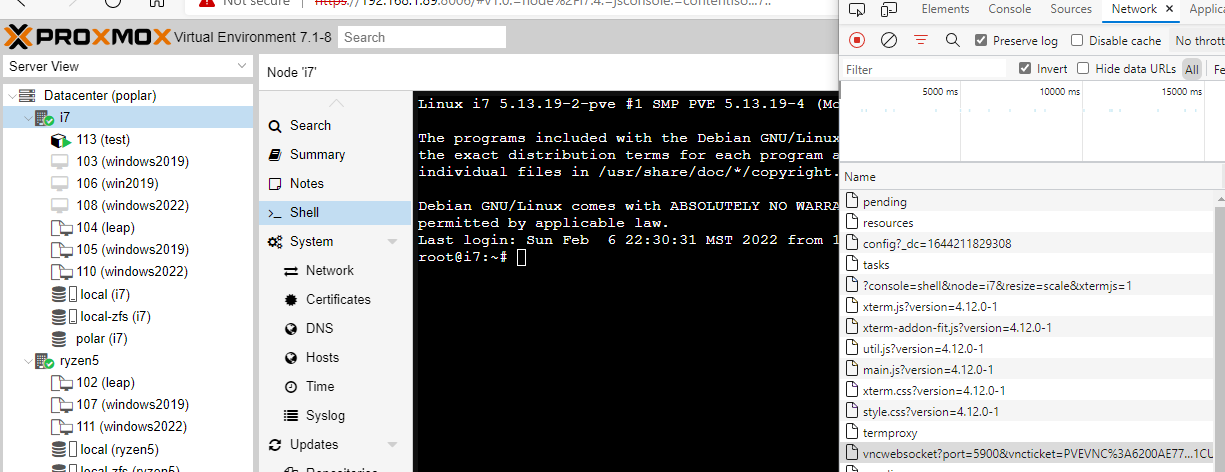 Not secure
https://192.168.1.89:8006/#v1:0:=node%2Fi7:4:=jsconsole:=contentIso...7::
Elements Console Sources Network Applica
PROXMOX Virtual Environment 7.1-8 Search
Preserve log Disable cache No thrott
Server View
Node 'i7'
Filter Invert Hide data URLs All Fe
5000 ms 10000 ms 15000 ms
Datacenter (poplar)
i7
113 (test)
103 (windows2019)
106 (win2019)
108 (windows2022)
104 (leap)
105 (windows2019)
110 (windows2022)
local (i7)
local-zfs (i7)
polar (i7)
ryzen5
102 (leap)
107 (windows2019)
111 (windows2022)
local (ryzen5)
local-zfs (ryzen5)
Search
Summary
Notes
Shell
System
Network
Certificates
DNS
Hosts
Time
Syslog
Updates
Repositories
Linux i7 5.13.19-2-pve #1 SMP PVE 5.13.19-4 (Mo
The programs included with the Debian GNU/Linux
the exact distribution terms for each program a
individual files in /usr/share/doc/*/copyright.
Debian GNU/Linux comes with ABSOLUTELY NO WARRA
permitted by applicable law.
Last login: Sun Feb  6 22:30:31 MST 2022 from 1
root@i7:~#
Name
pending
resources
config?_dc=1644211829308
tasks
?console=shell&node=i7&resize=scale&xtermjs=1
xterm.js?version=4.12.0-1
xterm-addon-fit.js?version=4.12.0-1
util.js?version=4.12.0-1
main.js?version=4.12.0-1
xterm.css?version=4.12.0-1
style.css?version=4.12.0-1
termproxy
vncwebsocket?port=5900&vncticket=PVEVNC%3A6200AE77...1CU